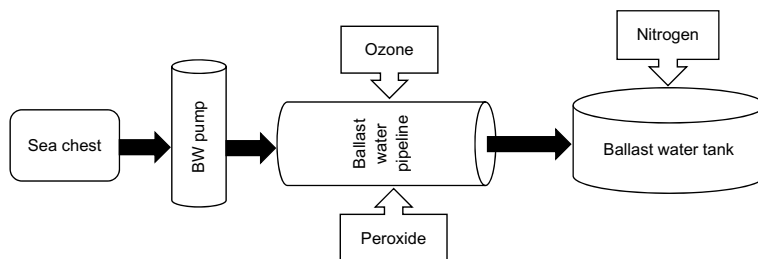 Ozone
Nitrogen
Sea chest
BW pump
Ballast
water
pipeline
Ballast water tank
Peroxide